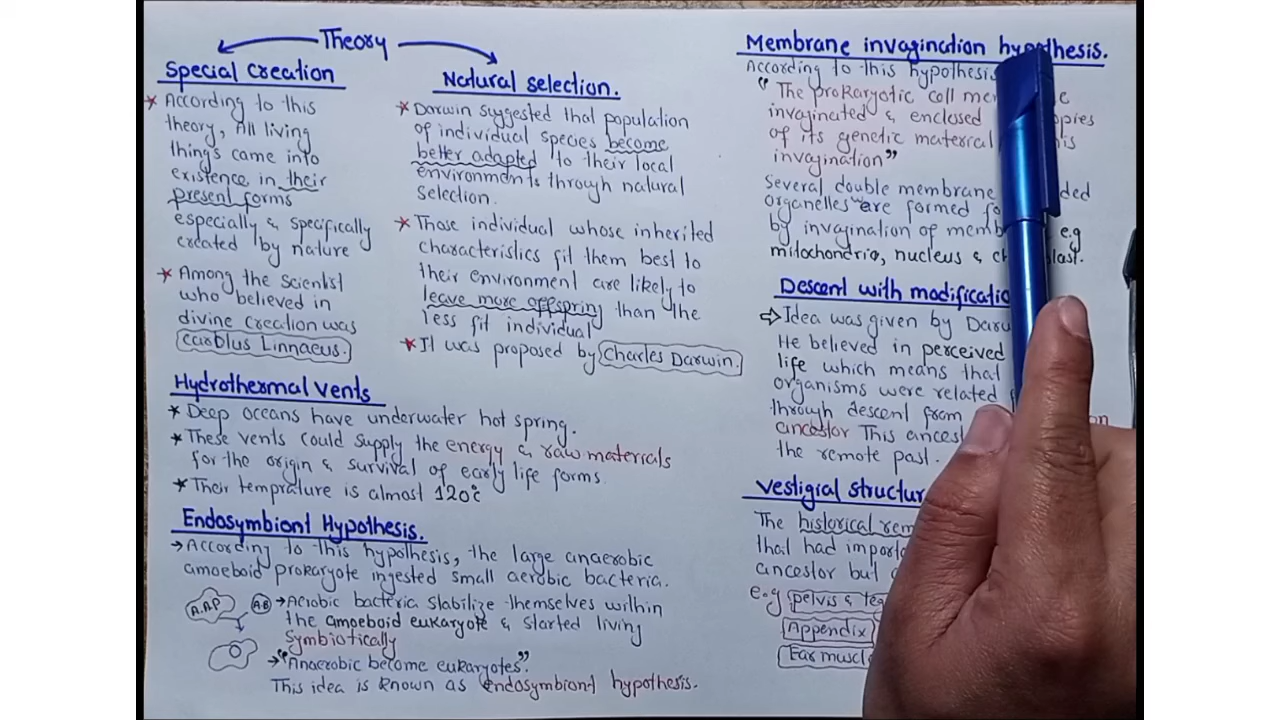 Theory
Special creation
* According to this
theory, All living
things came into
existence in their
present forms
especially & specifically
created by nature
* Among the Scientist
who believed in
divine creation was
carolus Linnaeus.
Natural selection.
* Darwin suggested that population
of individual species become
better adapted to their local
environments through natural
selection.
* Those individual whose inherited
characteristics fit them best to
their environment are likely to
leave more offspring than the
less fit individual
* It was proposed by Charles Darwin.
Hydrothermal vents
* Deep oceans have underwater hot spring.
* These vents could supply the energy & raw materials
for the origin & survival of early life forms.
* Their temprature is almost 120°c
Endosymbiont Hypothesis.
→ According to this hypothesis, the large anaerobic
amoeboid prokaryote ingested small aerobic bacteria.
A.AP
A.B
→ Aerobic bacteria stabilize themselves within
the amoeboid eukaryote & started living
Symbiotically
→ "Anaerobic become eukaryotes".
This idea is known as endosymbiont hypothesis.
Membrane invagination hypothesis.
According to this hypothesis
"The prokaryotic cell
invaginated & enclosed
of its genetic material
invagination"
Several double membrane
organelles are formed
by invagination of e.g
mitochondria, nucleus &
Descent with
⇒ Idea was given by
He believed in perceived
life which means that
organisms were related
through descent from
ancestor This
the remote past.
Vestigial
The historical
that had
ancestor but
e.g pelvis &
Appendix
Ear